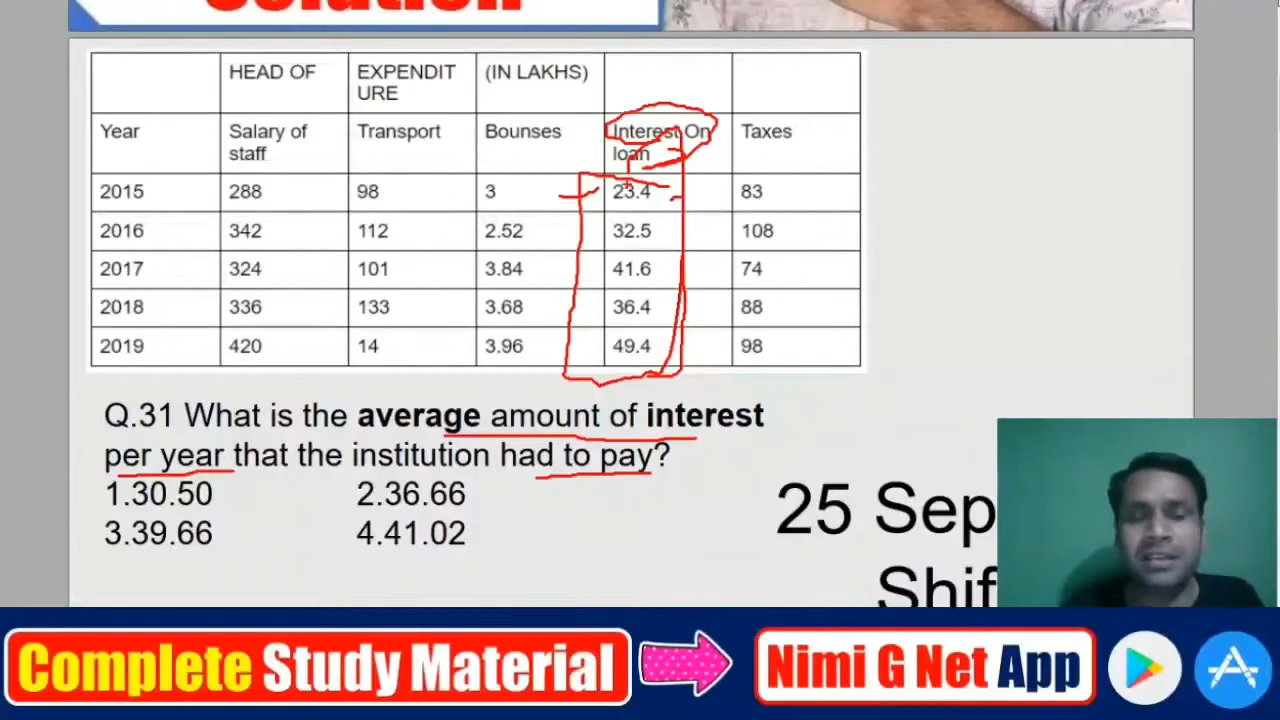 Solution
HEAD OF EXPENDITURE (IN LAKHS)
Year Salary of staff Transport Bounses Interest On loan Taxes
2015 288 98 3 23.4 83
2016 342 112 2.52 32.5 108
2017 324 101 3.84 41.6 74
2018 336 133 3.68 36.4 88
2019 420 14 3.96 49.4 98
Q.31 What is the average amount of interest
per year that the institution had to pay?
1.30.50 2.36.66
3.39.66 4.41.02
25 Sep
Shif
Complete Study Material
Nimi G Net App